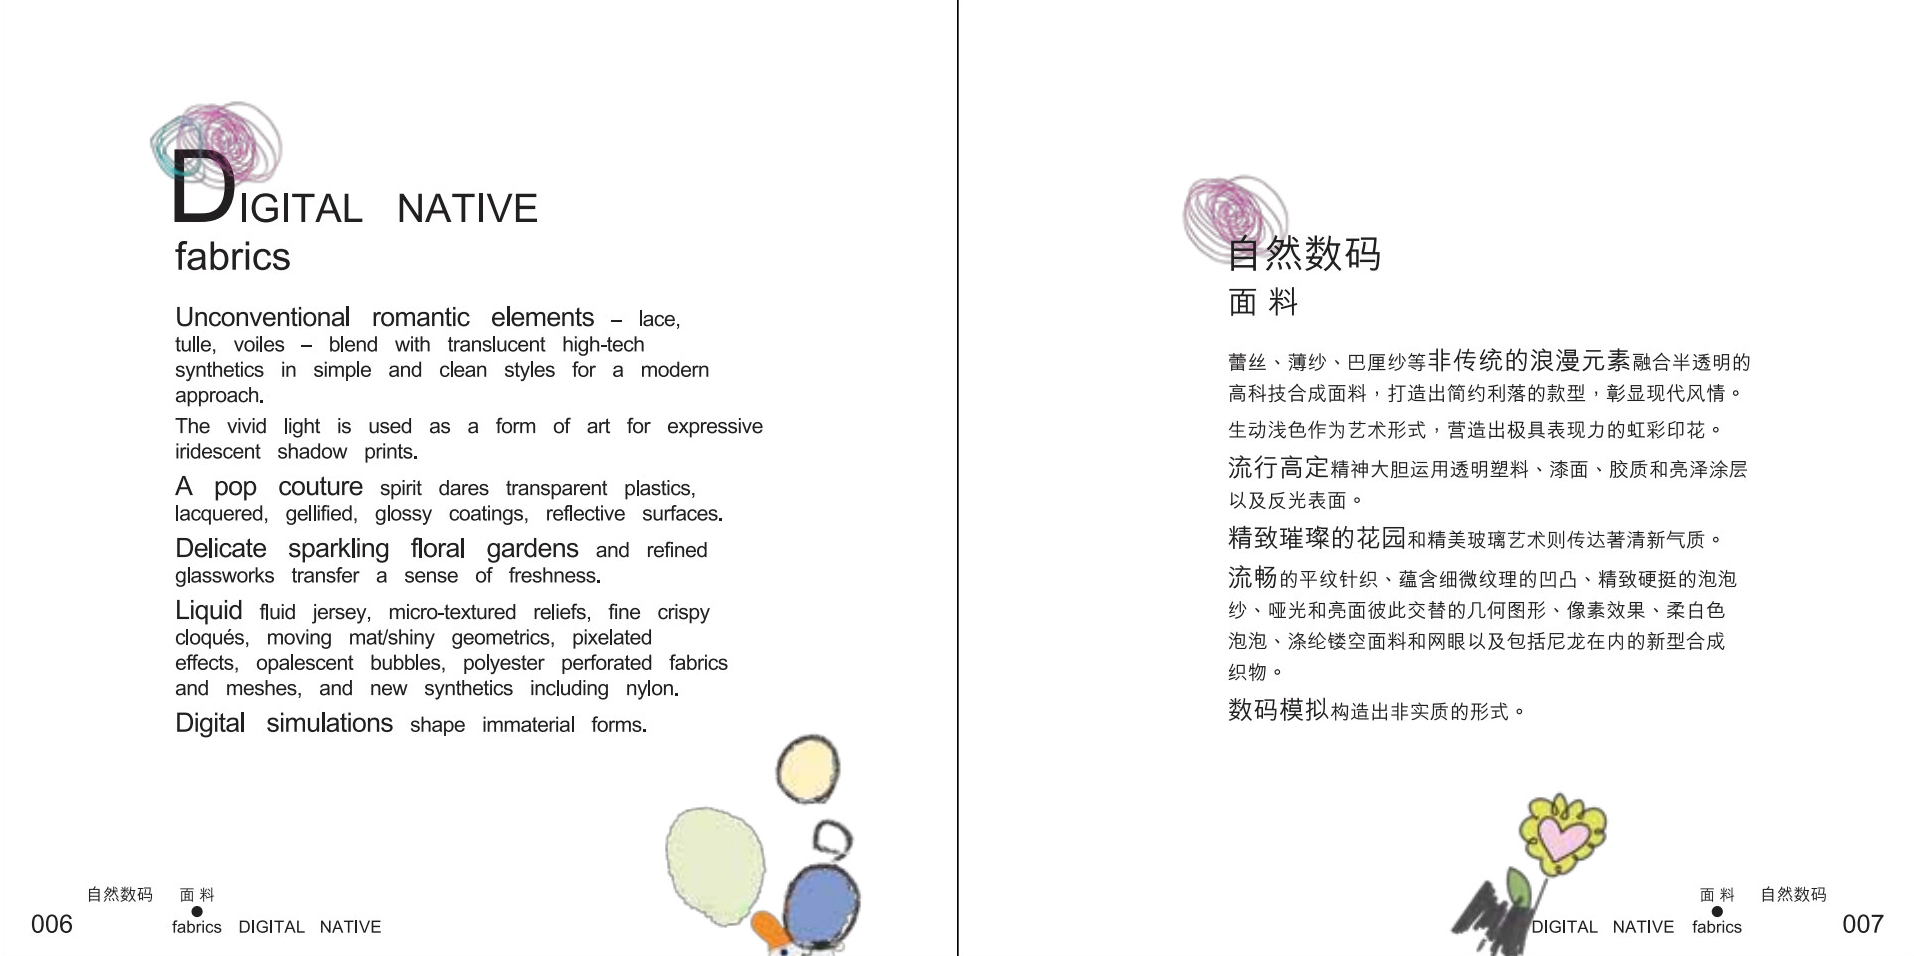 DIGITAL NATIVE
fabrics
Unconventional romantic elements – lace,
tulle, voiles – blend with translucent high-tech
synthetics in simple and clean styles for a modern
approach.
The vivid light is used as a form of art for expressive
iridescent shadow prints.
A pop couture spirit dares transparent plastics,
lacquered, gellified, glossy coatings, reflective surfaces.
Delicate sparkling floral gardens and refined
glassworks transfer a sense of freshness.
Liquid fluid jersey, micro-textured reliefs, fine crispy
cloqués, moving mat/shiny geometrics, pixelated
effects, opalescent bubbles, polyester perforated fabrics
and meshes, and new synthetics including nylon.
Digital simulations shape immaterial forms.
自然数码 面料
006 fabrics DIGITAL NATIVE
自然数码
面料
蕾丝、薄纱、巴厘纱等非传统的浪漫元素融合半透明的
高科技合成面料，打造出简约利落的款型，彰显现代风情。
生动浅色作为艺术形式，营造出极具表现力的虹彩印花。
流行高定精神大胆运用透明塑料、漆面、胶质和亮泽涂层
以及反光表面。
精致璀璨的花园和精美玻璃艺术则传达著清新气质。
流畅的平纹针织、蕴含细微纹理的凹凸、精致硬挺的泡泡
纱、哑光和亮面彼此交替的几何图形、像素效果、柔白色
泡泡、涤纶镂空面料和网眼以及包括尼龙在内的新型合成
织物。
数码模拟构造出非实质的形式。
面料 自然数码
DIGITAL NATIVE fabrics 007